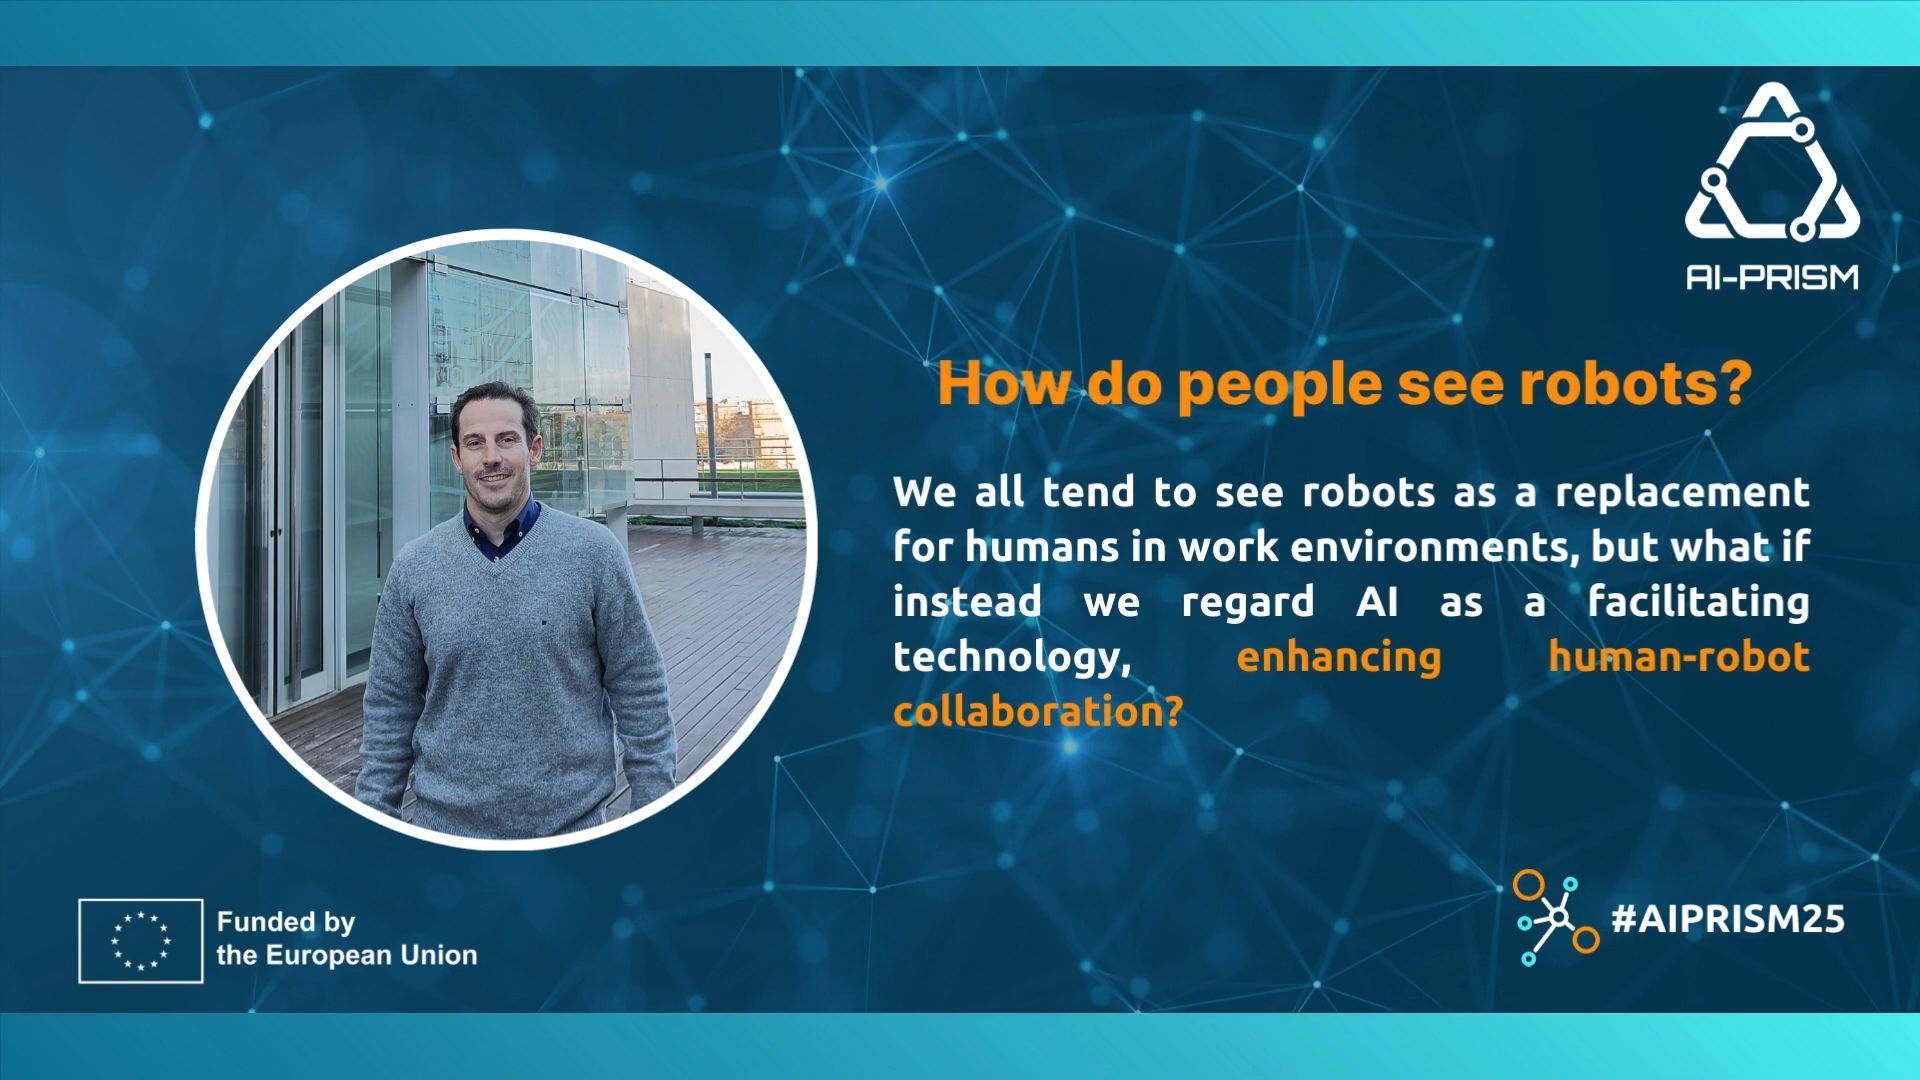 AI-PRISM
How do people see robots?
We all tend to see robots as a replacement
for humans in work environments, but what if
instead we regard AI as a facilitating
technology, enhancing human-robot
collaboration?
Funded by
the European Union
#AIPRISM25